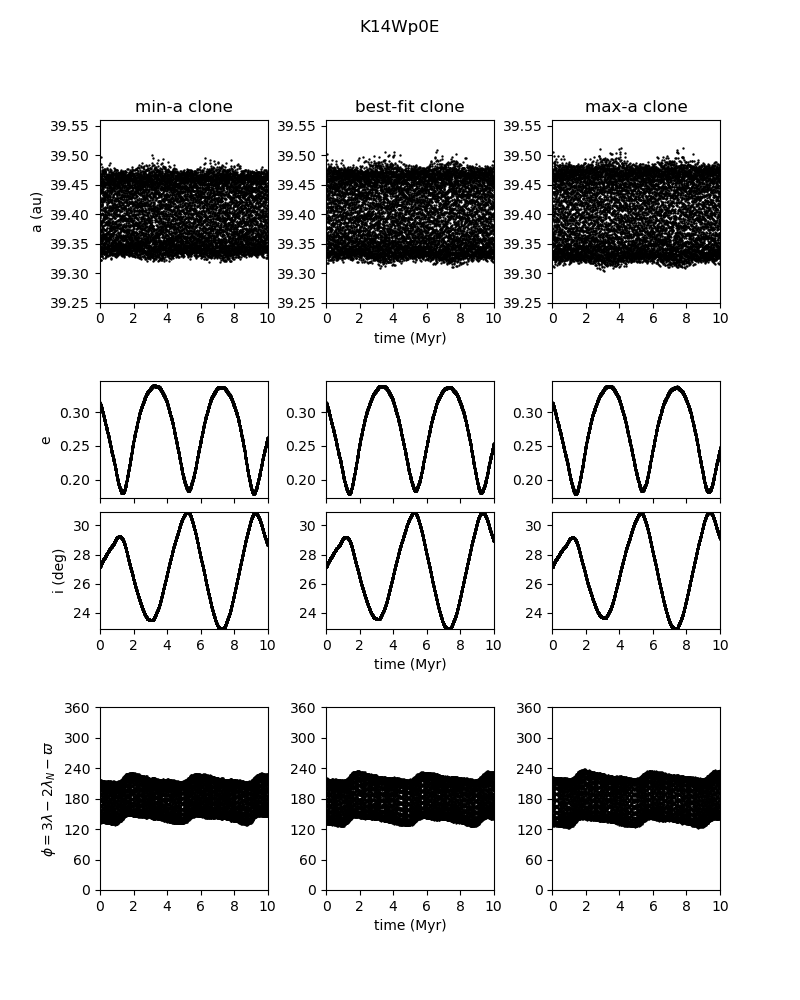 K14Wp0E
min-a clone best-fit clone max-a clone
39.55 39.55 39.55
39.50 39.50 39.50
39.45 39.45 39.45
a (au) 39.40 39.40 39.40
39.35 39.35 39.35
39.30 39.30 39.30
39.25 39.25 39.25
0 2 4 6 8 10 0 2 4 6 8 10 0 2 4 6 8 10
time (Myr)
0.30 0.30 0.30
e 0.25 0.25 0.25
0.20 0.20 0.20
30 30 30
28 28 28
i (deg) 26 26 26
24 24 24
0 2 4 6 8 10 0 2 4 6 8 10 0 2 4 6 8 10
time (Myr)
360 360 360
300 300 300
240 240 240
ϕ = 3λ − 2λ_N − ϖ 180 180 180
120 120 120
60 60 60
0 0 0
0 2 4 6 8 10 0 2 4 6 8 10 0 2 4 6 8 10
time (Myr)